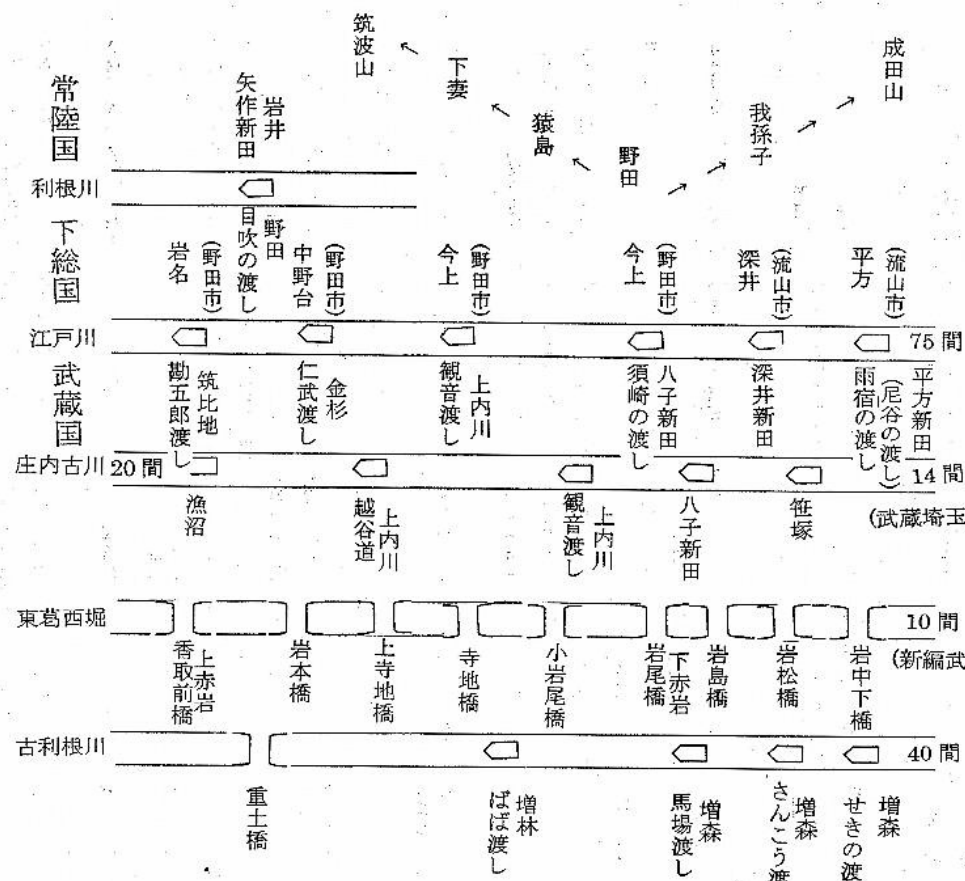 筑波山
下妻
猿島
野田
我孫子
成田山
常陸国
岩井
矢作新田
利根川
下総国
野田
目吹の渡し
(野田市)
岩名
(野田市)
中野台
(野田市)
今上
(野田市)
今上
(流山市)
深井
(流山市)
平方
江戸川
75間
武蔵国
筑比地
勘五郎渡し
金杉
仁武渡し
上内川
観音渡し
八子新田
須崎の渡し
深井新田
平方新田
(尼谷の渡し)
雨宿の渡し
庄内古川
20間
14間
漁沼
上内川
越谷道
上内川
観音渡し
八子新田
笹塚
(武蔵埼玉
東葛西堀
10間
上赤岩
香取前橋
岩本橋
上寺地橋
寺地橋
小岩尾橋
岩尾橋
下赤岩
岩島橋
岩松橋
岩中下橋
(新編武
古利根川
40間
重土橋
増林
ばば渡し
増森
馬場渡し
増森
さんこう渡
増森
せきの渡